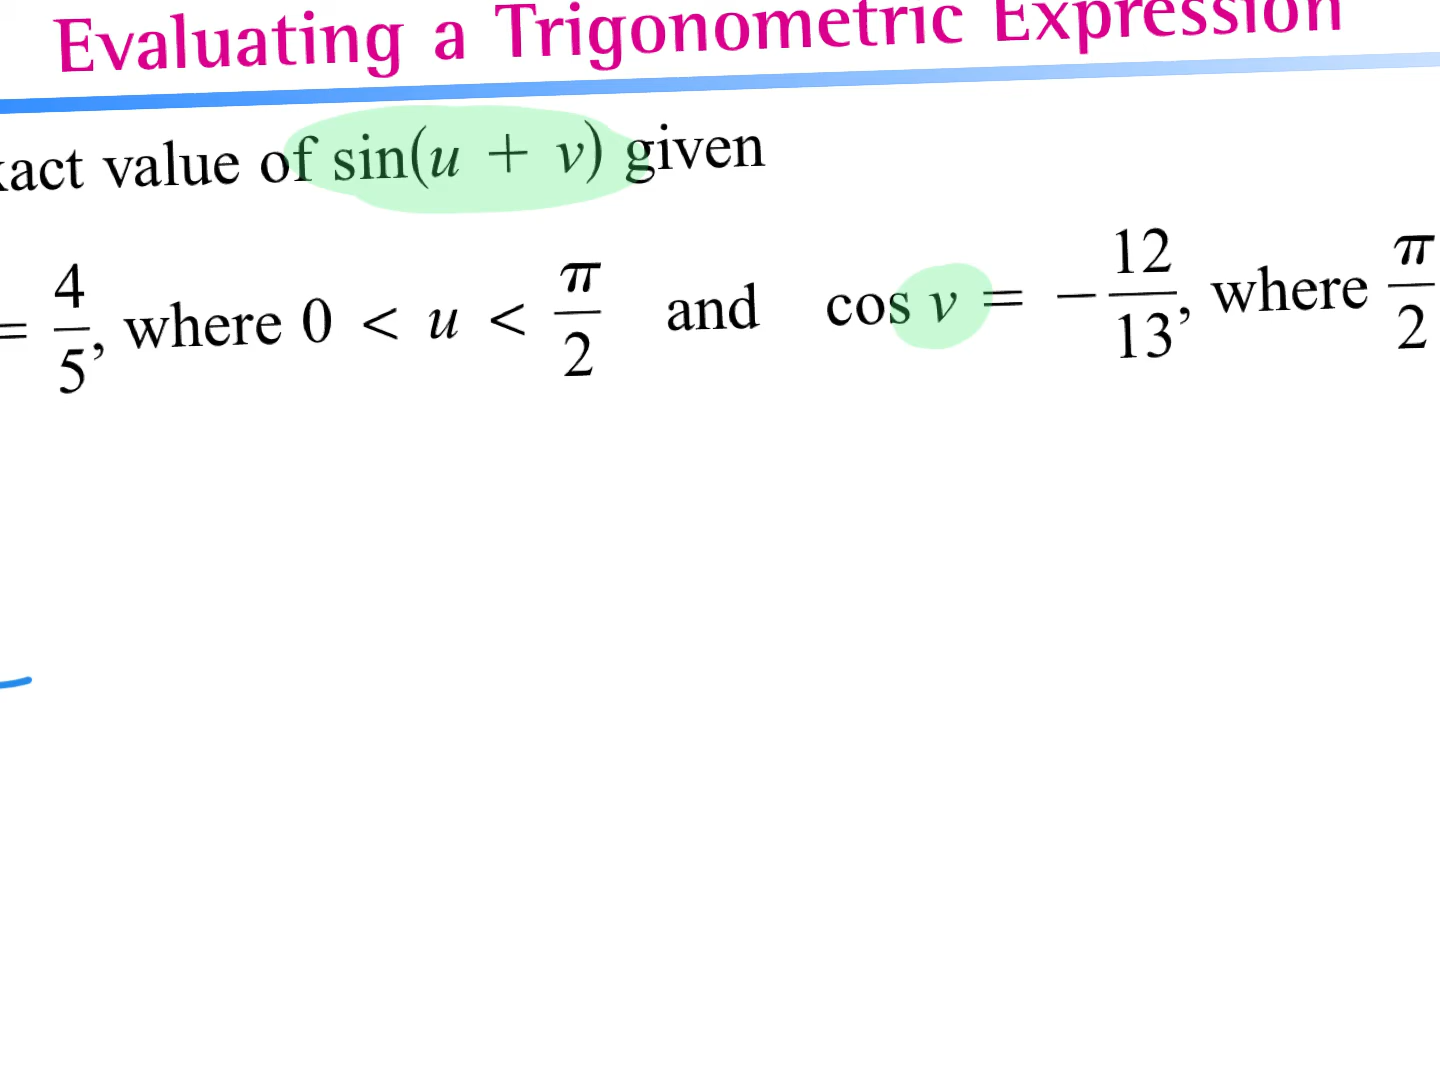 Evaluating a Trigonometric Expression
act value of sin(u + v) given
= 4/5, where 0 < u < π/2 and cos v = −12/13, where π/2